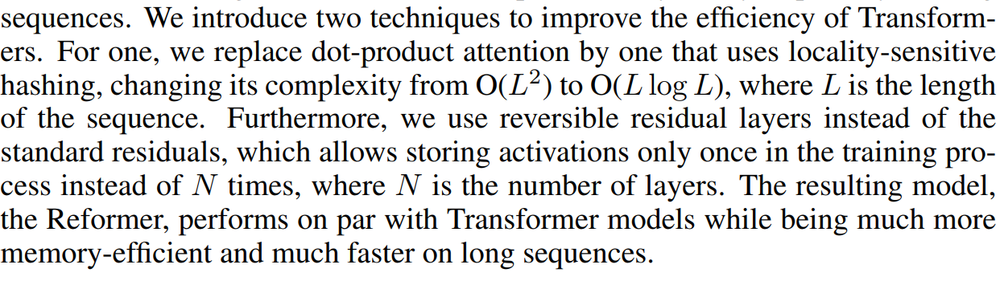 sequences. We introduce two techniques to improve the efficiency of Transform-
ers. For one, we replace dot-product attention by one that uses locality-sensitive
hashing, changing its complexity from O(L²) to O(L log L), where L is the length
of the sequence. Furthermore, we use reversible residual layers instead of the
standard residuals, which allows storing activations only once in the training pro-
cess instead of N times, where N is the number of layers. The resulting model,
the Reformer, performs on par with Transformer models while being much more
memory-efficient and much faster on long sequences.